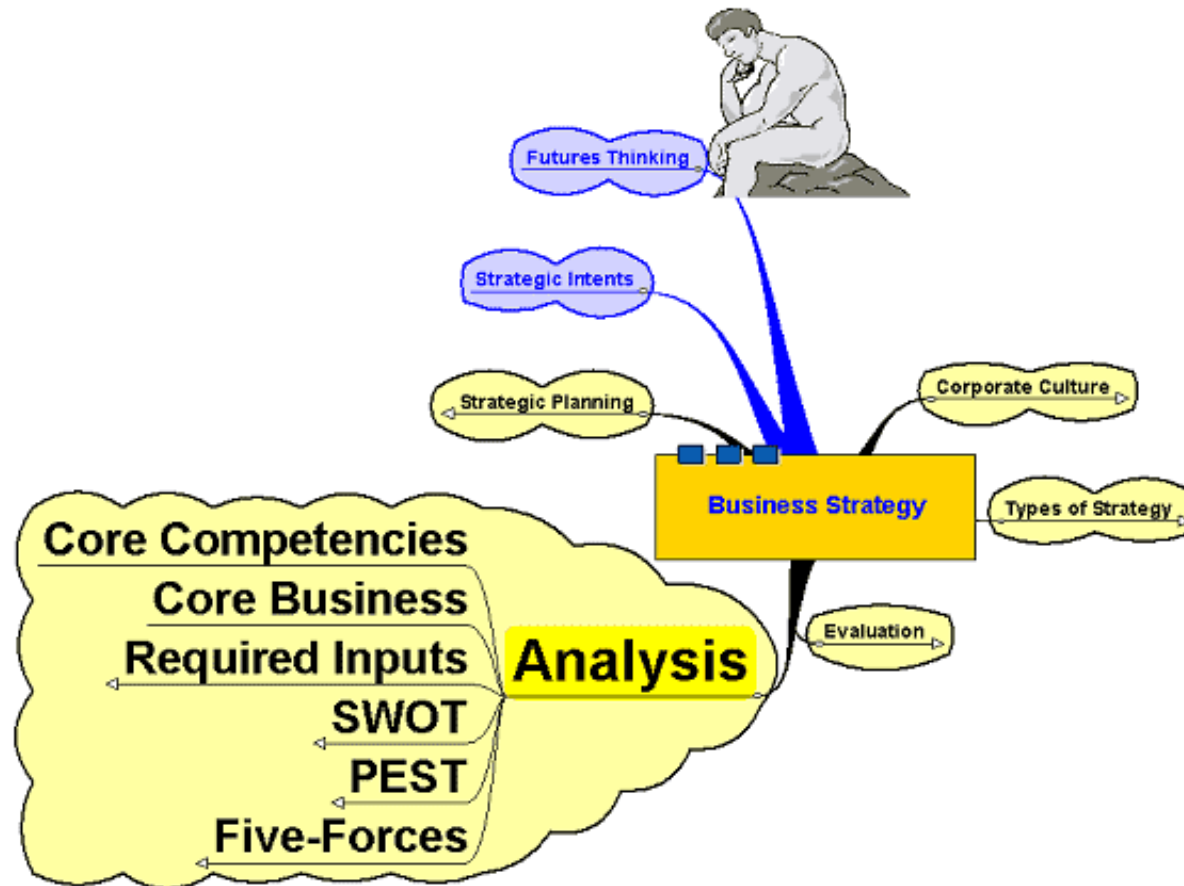 Futures Thinking
Strategic Intents
Strategic Planning
Corporate Culture
Business Strategy
Types of Strategy
Evaluation
Analysis
Core Competencies
Core Business
Required Inputs
SWOT
PEST
Five-Forces